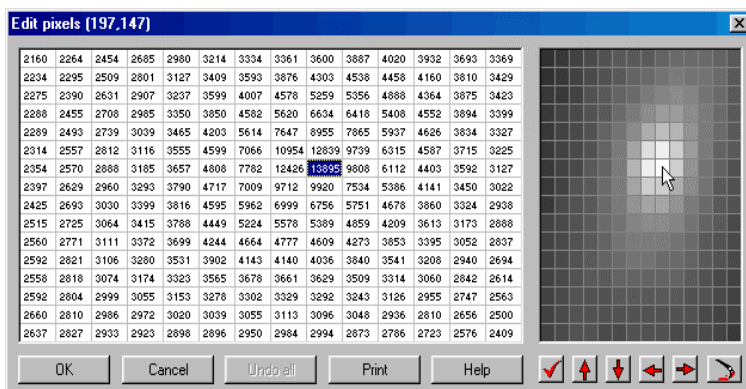 Edit pixels (197,147)
2160 2264 2454 2685 2980 3214 3334 3361 3600 3887 4020 3932 3693 3369
2234 2295 2509 2801 3127 3409 3593 3876 4303 4538 4458 4160 3810 3429
2275 2390 2631 2907 3237 3599 4007 4578 5259 5356 4888 4364 3875 3423
2288 2455 2708 2985 3350 3850 4582 5620 6634 6418 5408 4552 3894 3399
2289 2493 2739 3039 3465 4203 5614 7647 8955 7865 5937 4626 3834 3327
2314 2557 2812 3116 3555 4599 7066 10954 12839 9739 6315 4587 3715 3225
2354 2570 2888 3185 3657 4808 7782 12426 13895 9808 6112 4403 3592 3127
2397 2629 2960 3293 3790 4717 7009 9712 9920 7534 5386 4141 3450 3022
2425 2693 3030 3399 3816 4595 5962 6999 6756 5751 4678 3860 3324 2938
2515 2725 3064 3415 3788 4449 5224 5578 5389 4859 4209 3613 3173 2888
2560 2771 3111 3372 3699 4244 4664 4777 4609 4273 3853 3395 3052 2837
2592 2821 3106 3280 3531 3902 4143 4140 4036 3840 3541 3208 2940 2694
2558 2818 3074 3174 3323 3565 3678 3661 3629 3509 3314 3060 2842 2614
2592 2804 2999 3055 3153 3278 3302 3329 3292 3243 3126 2955 2747 2563
2660 2810 2986 2972 3020 3039 3055 3113 3096 3048 2936 2810 2656 2500
2637 2827 2933 2923 2898 2896 2950 2984 2994 2873 2786 2723 2576 2409
OK Cancel Undo all Print Help